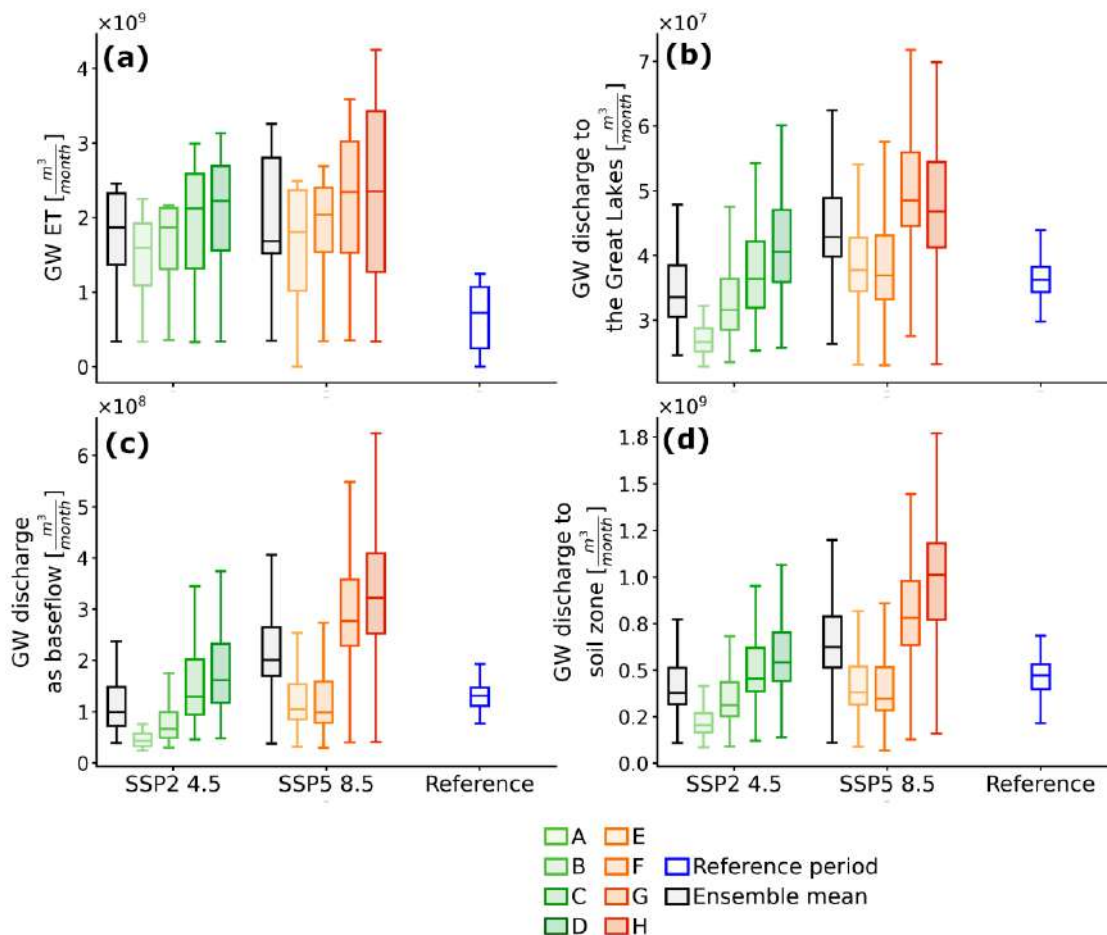 ×10⁹
(a)
GW ET [m³/month]
4
3
2
1
0
×10⁷
(b)
GW discharge to
the Great Lakes [m³/month]
7
6
5
4
3
×10⁸
(c)
GW discharge
as baseflow [m³/month]
6
5
4
3
2
1
0
SSP2 4.5 SSP5 8.5 Reference
×10⁹
(d)
GW discharge to
soil zone [m³/month]
1.8
1.5
1.2
1.0
0.8
0.5
0.2
0.0
SSP2 4.5 SSP5 8.5 Reference
A E
B F Reference period
C G Ensemble mean
D H